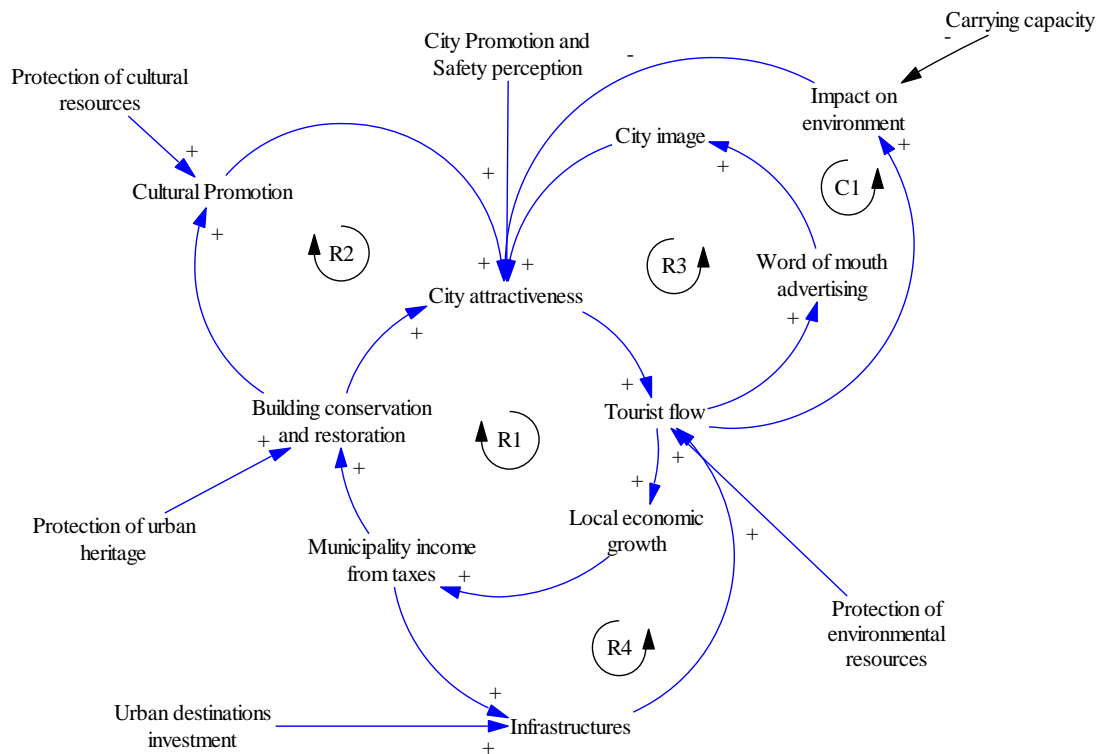 Carrying capacity
-
City Promotion and
Safety perception
-
Protection of cultural
resources
Impact on
environment
+
City image
+
+
Cultural Promotion
+
+
C1
R2
R3
Word of mouth
advertising
+
+
+
City attractiveness
+
+
Building conservation
and restoration
+
Tourist flow
R1
+
+
+
+
Local economic
growth
Protection of urban
heritage
Municipality income
from taxes
+
+
Protection of
environmental
resources
R4
+
Urban destinations
investment
Infrastructures
+